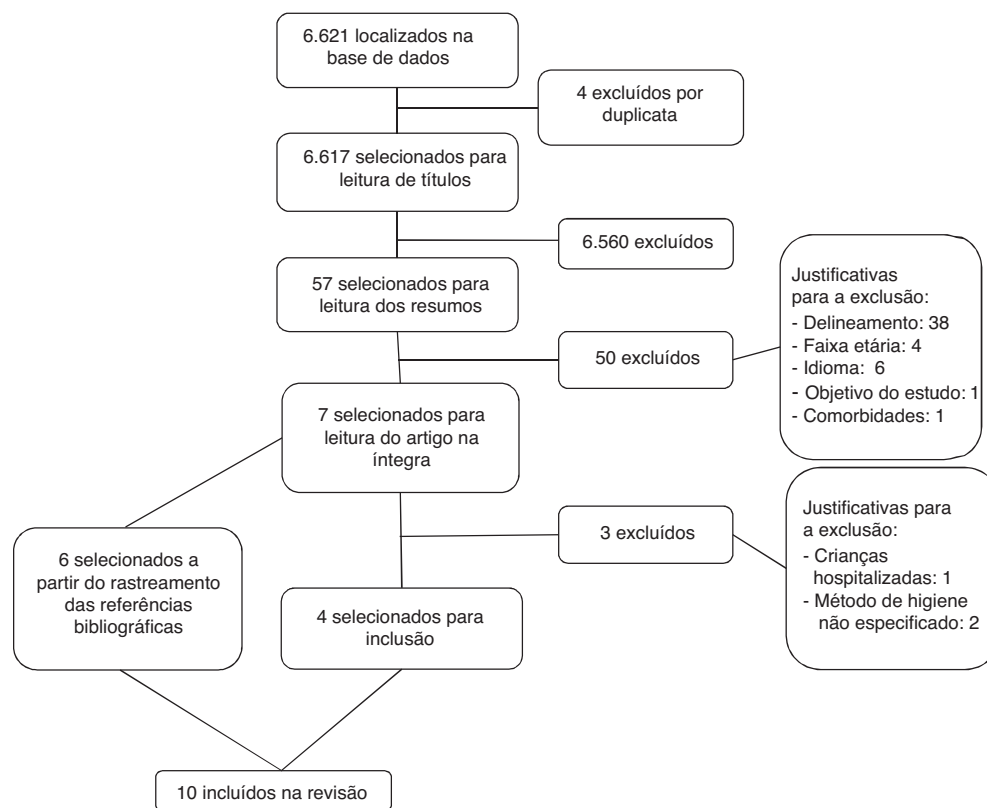 6.621 localizados na
base de dados
4 excluídos por
duplicata
6.617 selecionados para
leitura de títulos
6.560 excluídos
57 selecionados para
leitura dos resumos
50 excluídos
Justificativas
para a exclusão:
- Delineamento: 38
- Faixa etária: 4
- Idioma: 6
- Objetivo do estudo: 1
- Comorbidades: 1
7 selecionados para
leitura do artigo na
íntegra
3 excluídos
Justificativas para
a exclusão:
- Crianças
hospitalizadas: 1
- Método de higiene
não especificado: 2
6 selecionados a
partir do rastreamento
das referências
bibliográficas
4 selecionados para
inclusão
10 incluídos na revisão